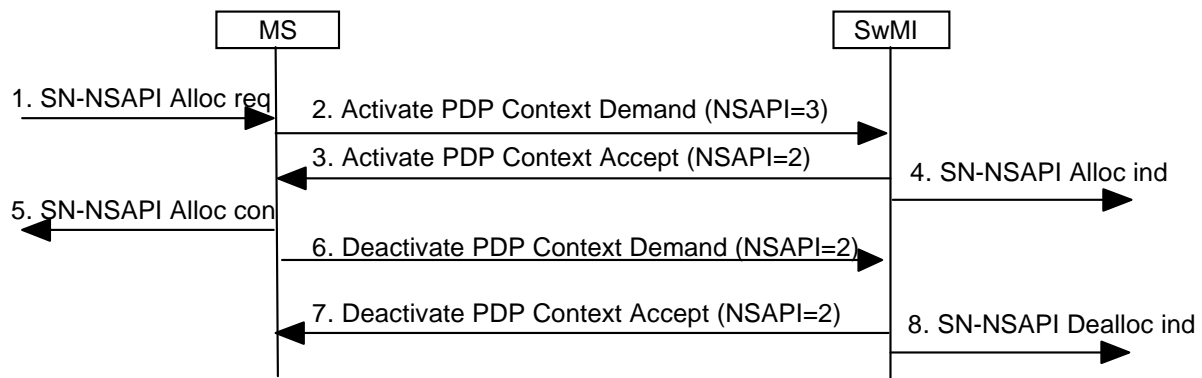 MS
SwMI
1. SN-NSAPI Alloc req
2. Activate PDP Context Demand (NSAPI=3)
3. Activate PDP Context Accept (NSAPI=2)
4. SN-NSAPI Alloc ind
5. SN-NSAPI Alloc con
6. Deactivate PDP Context Demand (NSAPI=2)
7. Deactivate PDP Context Accept (NSAPI=2)
8. SN-NSAPI Dealloc ind